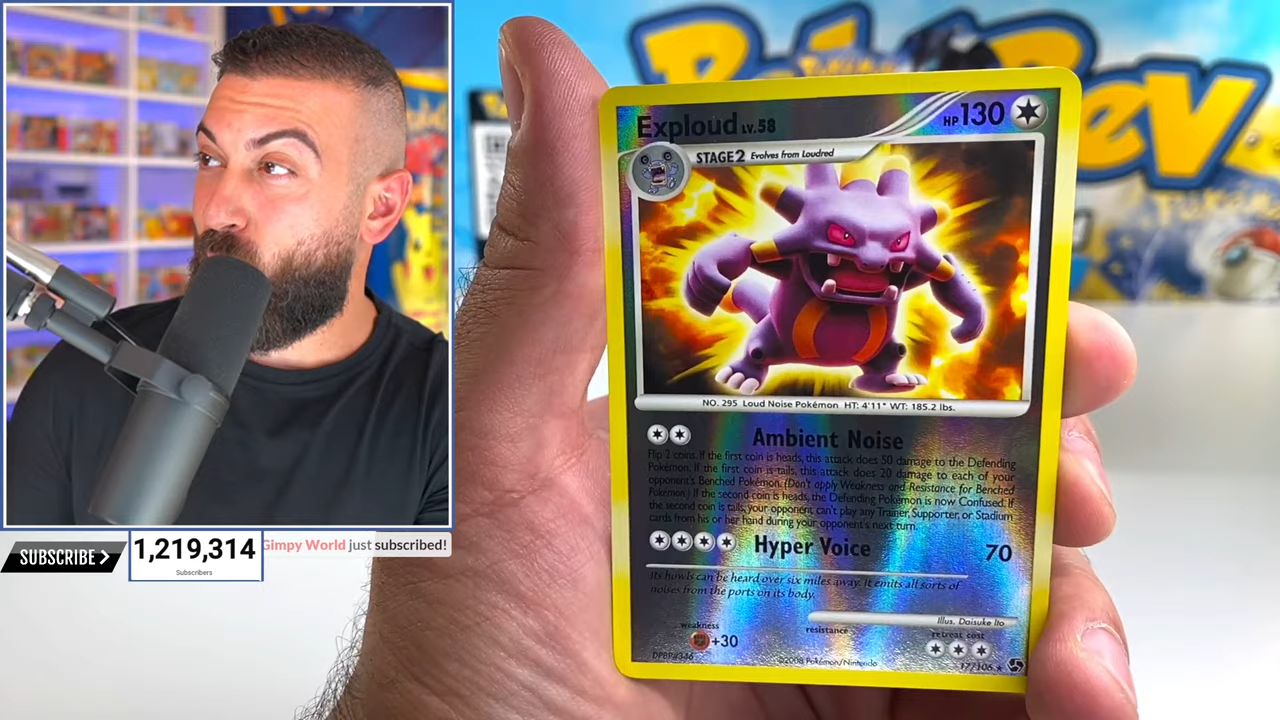 PokéRev
Exploud LV.58
HP 130
STAGE 2 Evolves from Loudred
NO. 295 Loud Noise Pokémon HT: 4'11" WT: 185.2 lbs.
Ambient Noise
Flip 2 coins. If the first coin is heads, this attack does 50 damage to the Defending
Pokémon. If the first coin is tails, this attack does 20 damage to each of your
opponent's Benched Pokémon. (Don't apply Weakness and Resistance for Benched
Pokémon.) If the second coin is heads, the Defending Pokémon is now Confused. If
the second coin is tails, your opponent can't play any Trainer, Supporter, or Stadium
cards from his or her hand during your opponent's next turn.
Hyper Voice 70
Its howls can be heard over six miles away. It emits all sorts of
noises from the ports on its body.
Illus. Daisuke Ito
weakness
+30
resistance
retreat cost
DPBP#346
©2008 Pokémon/Nintendo
17/106
SUBSCRIBE
1,219,314
Subscribers
Gimpy World just subscribed!